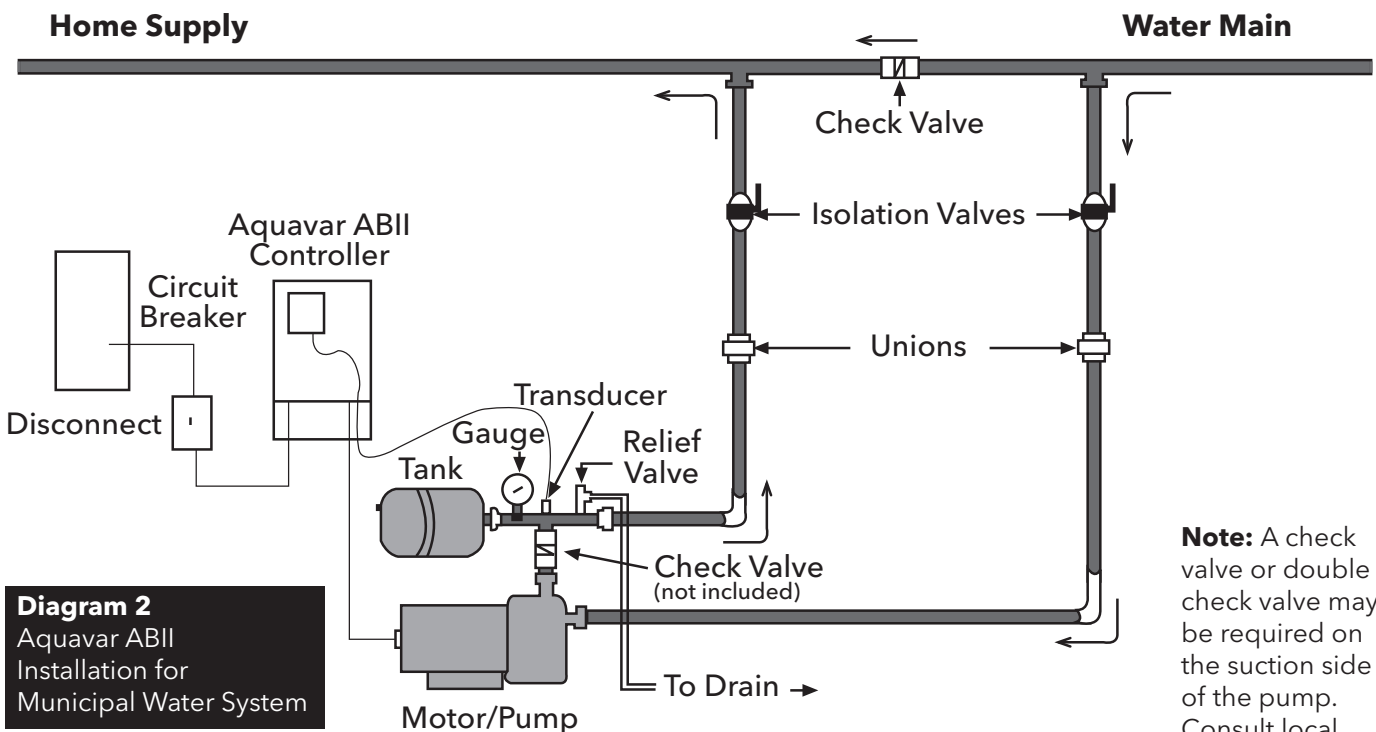 Home Supply
Water Main
Check Valve
Isolation Valves
Aquavar ABII
Controller
Circuit
Breaker
Unions
Disconnect
Transducer
Gauge
Relief
Valve
Tank
Check Valve
(not included)
To Drain
Motor/Pump
Diagram 2
Aquavar ABII
Installation for
Municipal Water System
Note: A check
valve or double
check valve may
be required on
the suction side
of the pump.
Consult local